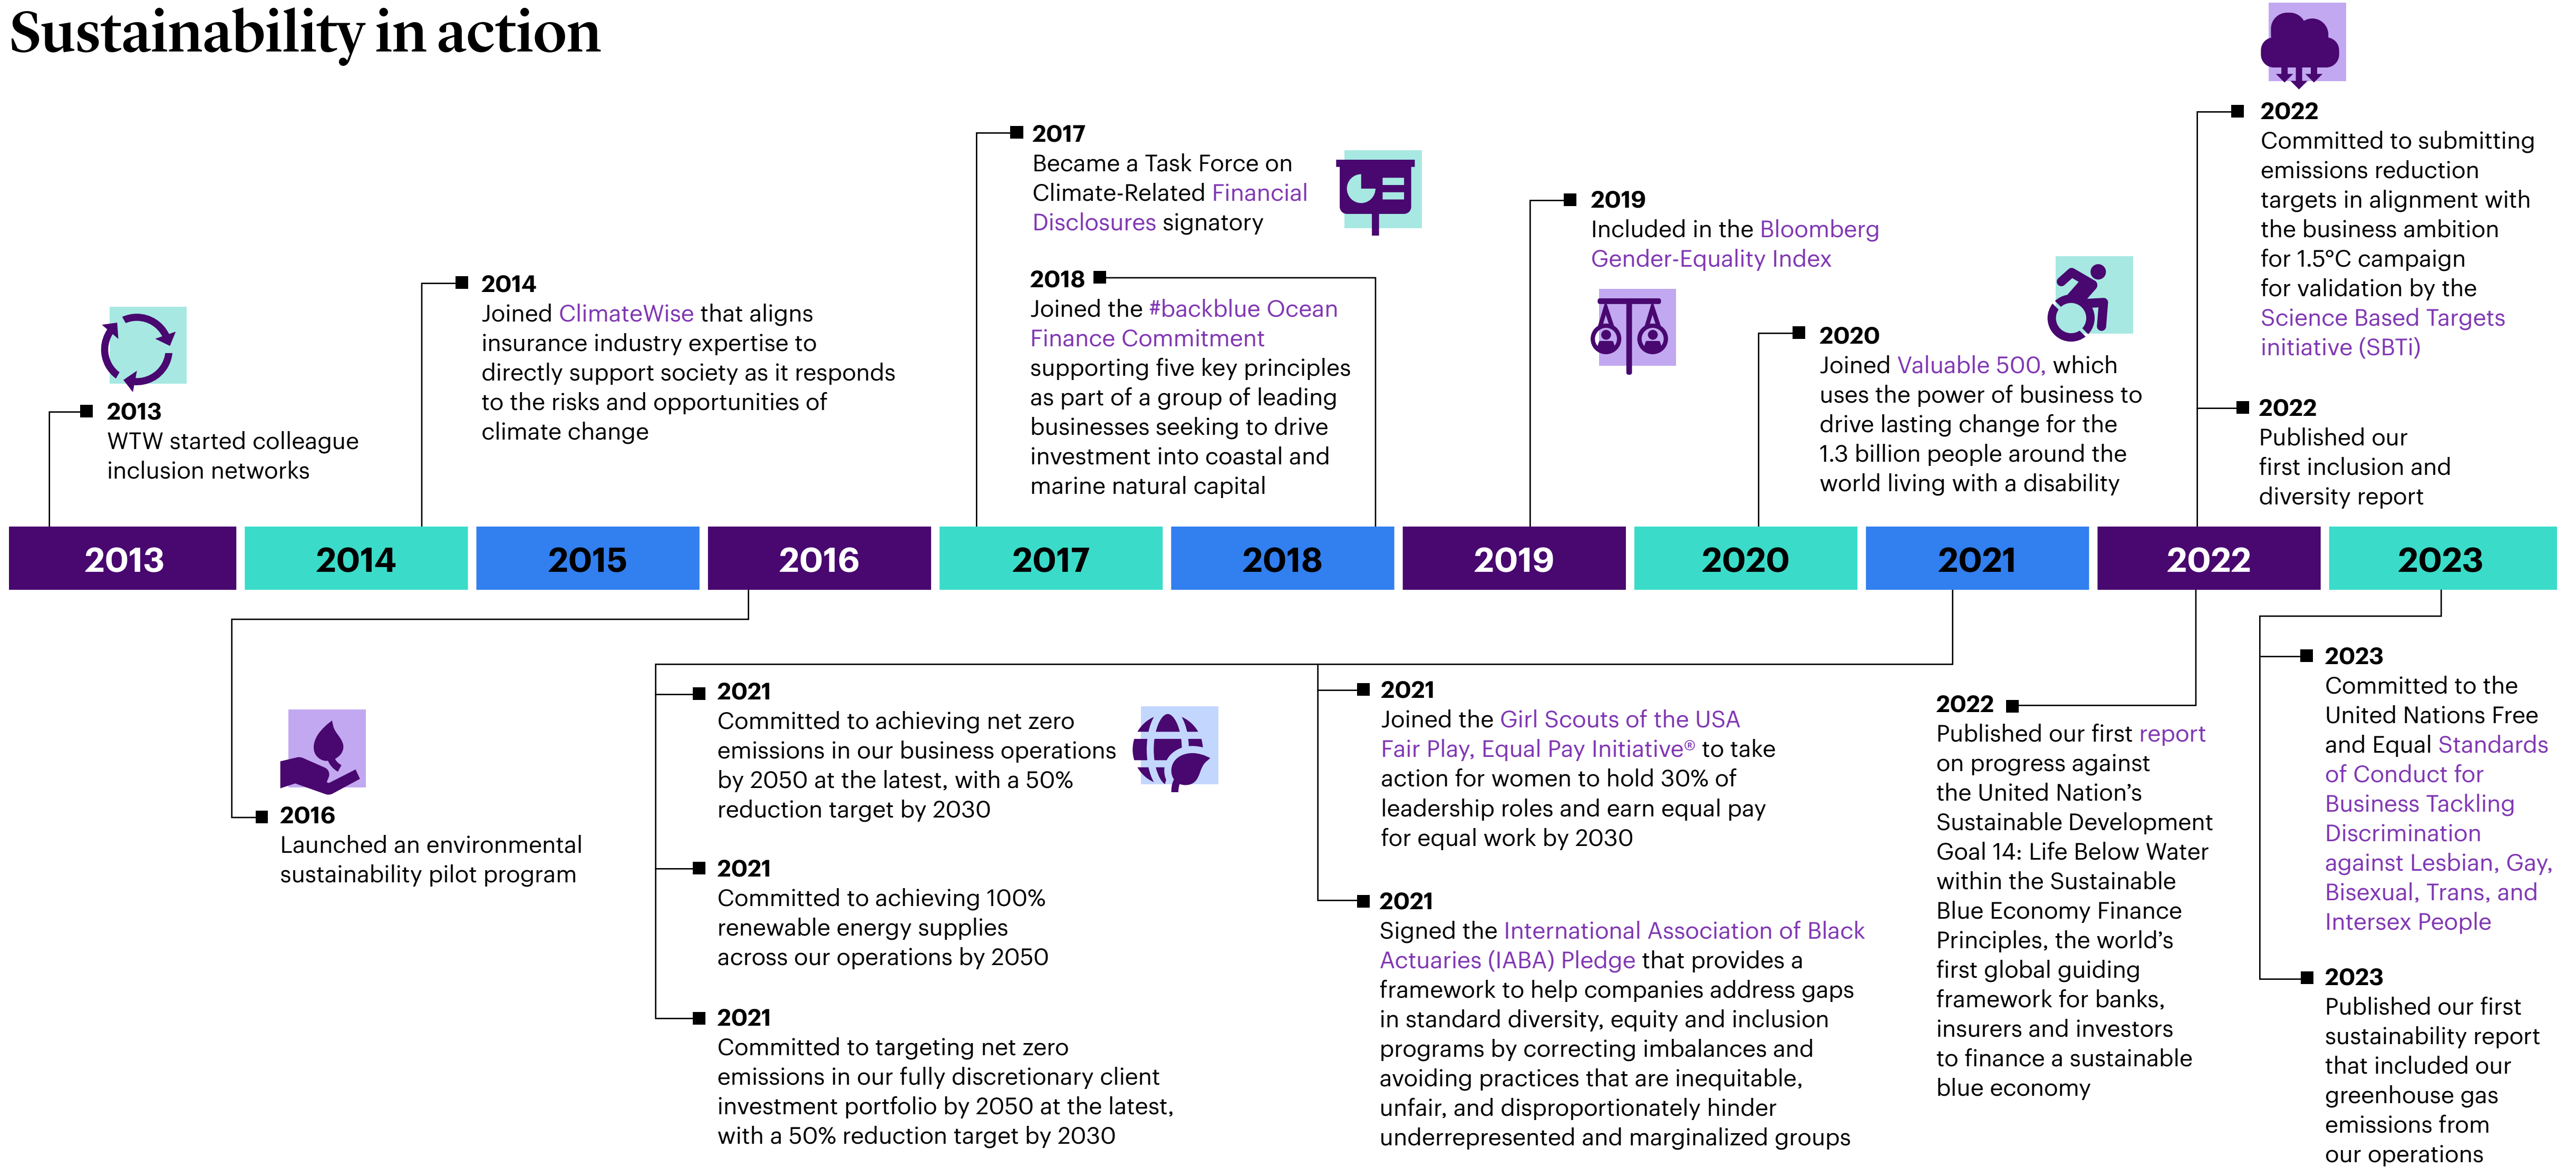 Sustainability in action
2013
WTW started colleague
inclusion networks
2014
Joined ClimateWise that aligns
insurance industry expertise to
directly support society as it responds
to the risks and opportunities of
climate change
2017
Became a Task Force on
Climate-Related Financial
Disclosures signatory
2018
Joined the #backblue Ocean
Finance Commitment
supporting five key principles
as part of a group of leading
businesses seeking to drive
investment into coastal and
marine natural capital
2019
Included in the Bloomberg
Gender-Equality Index
2020
Joined Valuable 500, which
uses the power of business to
drive lasting change for the
1.3 billion people around the
world living with a disability
2022
Committed to submitting
emissions reduction
targets in alignment with
the business ambition
for 1.5°C campaign
for validation by the
Science Based Targets
initiative (SBTi)
2022
Published our
first inclusion and
diversity report
2013
2014
2015
2016
2017
2018
2019
2020
2021
2022
2023
2016
Launched an environmental
sustainability pilot program
2021
Committed to achieving net zero
emissions in our business operations
by 2050 at the latest, with a 50%
reduction target by 2030
2021
Committed to achieving 100%
renewable energy supplies
across our operations by 2050
2021
Committed to targeting net zero
emissions in our fully discretionary client
investment portfolio by 2050 at the latest,
with a 50% reduction target by 2030
2021
Joined the Girl Scouts of the USA
Fair Play, Equal Pay Initiative® to take
action for women to hold 30% of
leadership roles and earn equal pay
for equal work by 2030
2021
Signed the International Association of Black
Actuaries (IABA) Pledge that provides a
framework to help companies address gaps
in standard diversity, equity and inclusion
programs by correcting imbalances and
avoiding practices that are inequitable,
unfair, and disproportionately hinder
underrepresented and marginalized groups
2022
Published our first report
on progress against
the United Nation’s
Sustainable Development
Goal 14: Life Below Water
within the Sustainable
Blue Economy Finance
Principles, the world’s
first global guiding
framework for banks,
insurers and investors
to finance a sustainable
blue economy
2023
Committed to the
United Nations Free
and Equal Standards
of Conduct for
Business Tackling
Discrimination
against Lesbian, Gay,
Bisexual, Trans, and
Intersex People
2023
Published our first
sustainability report
that included our
greenhouse gas
emissions from
our operations